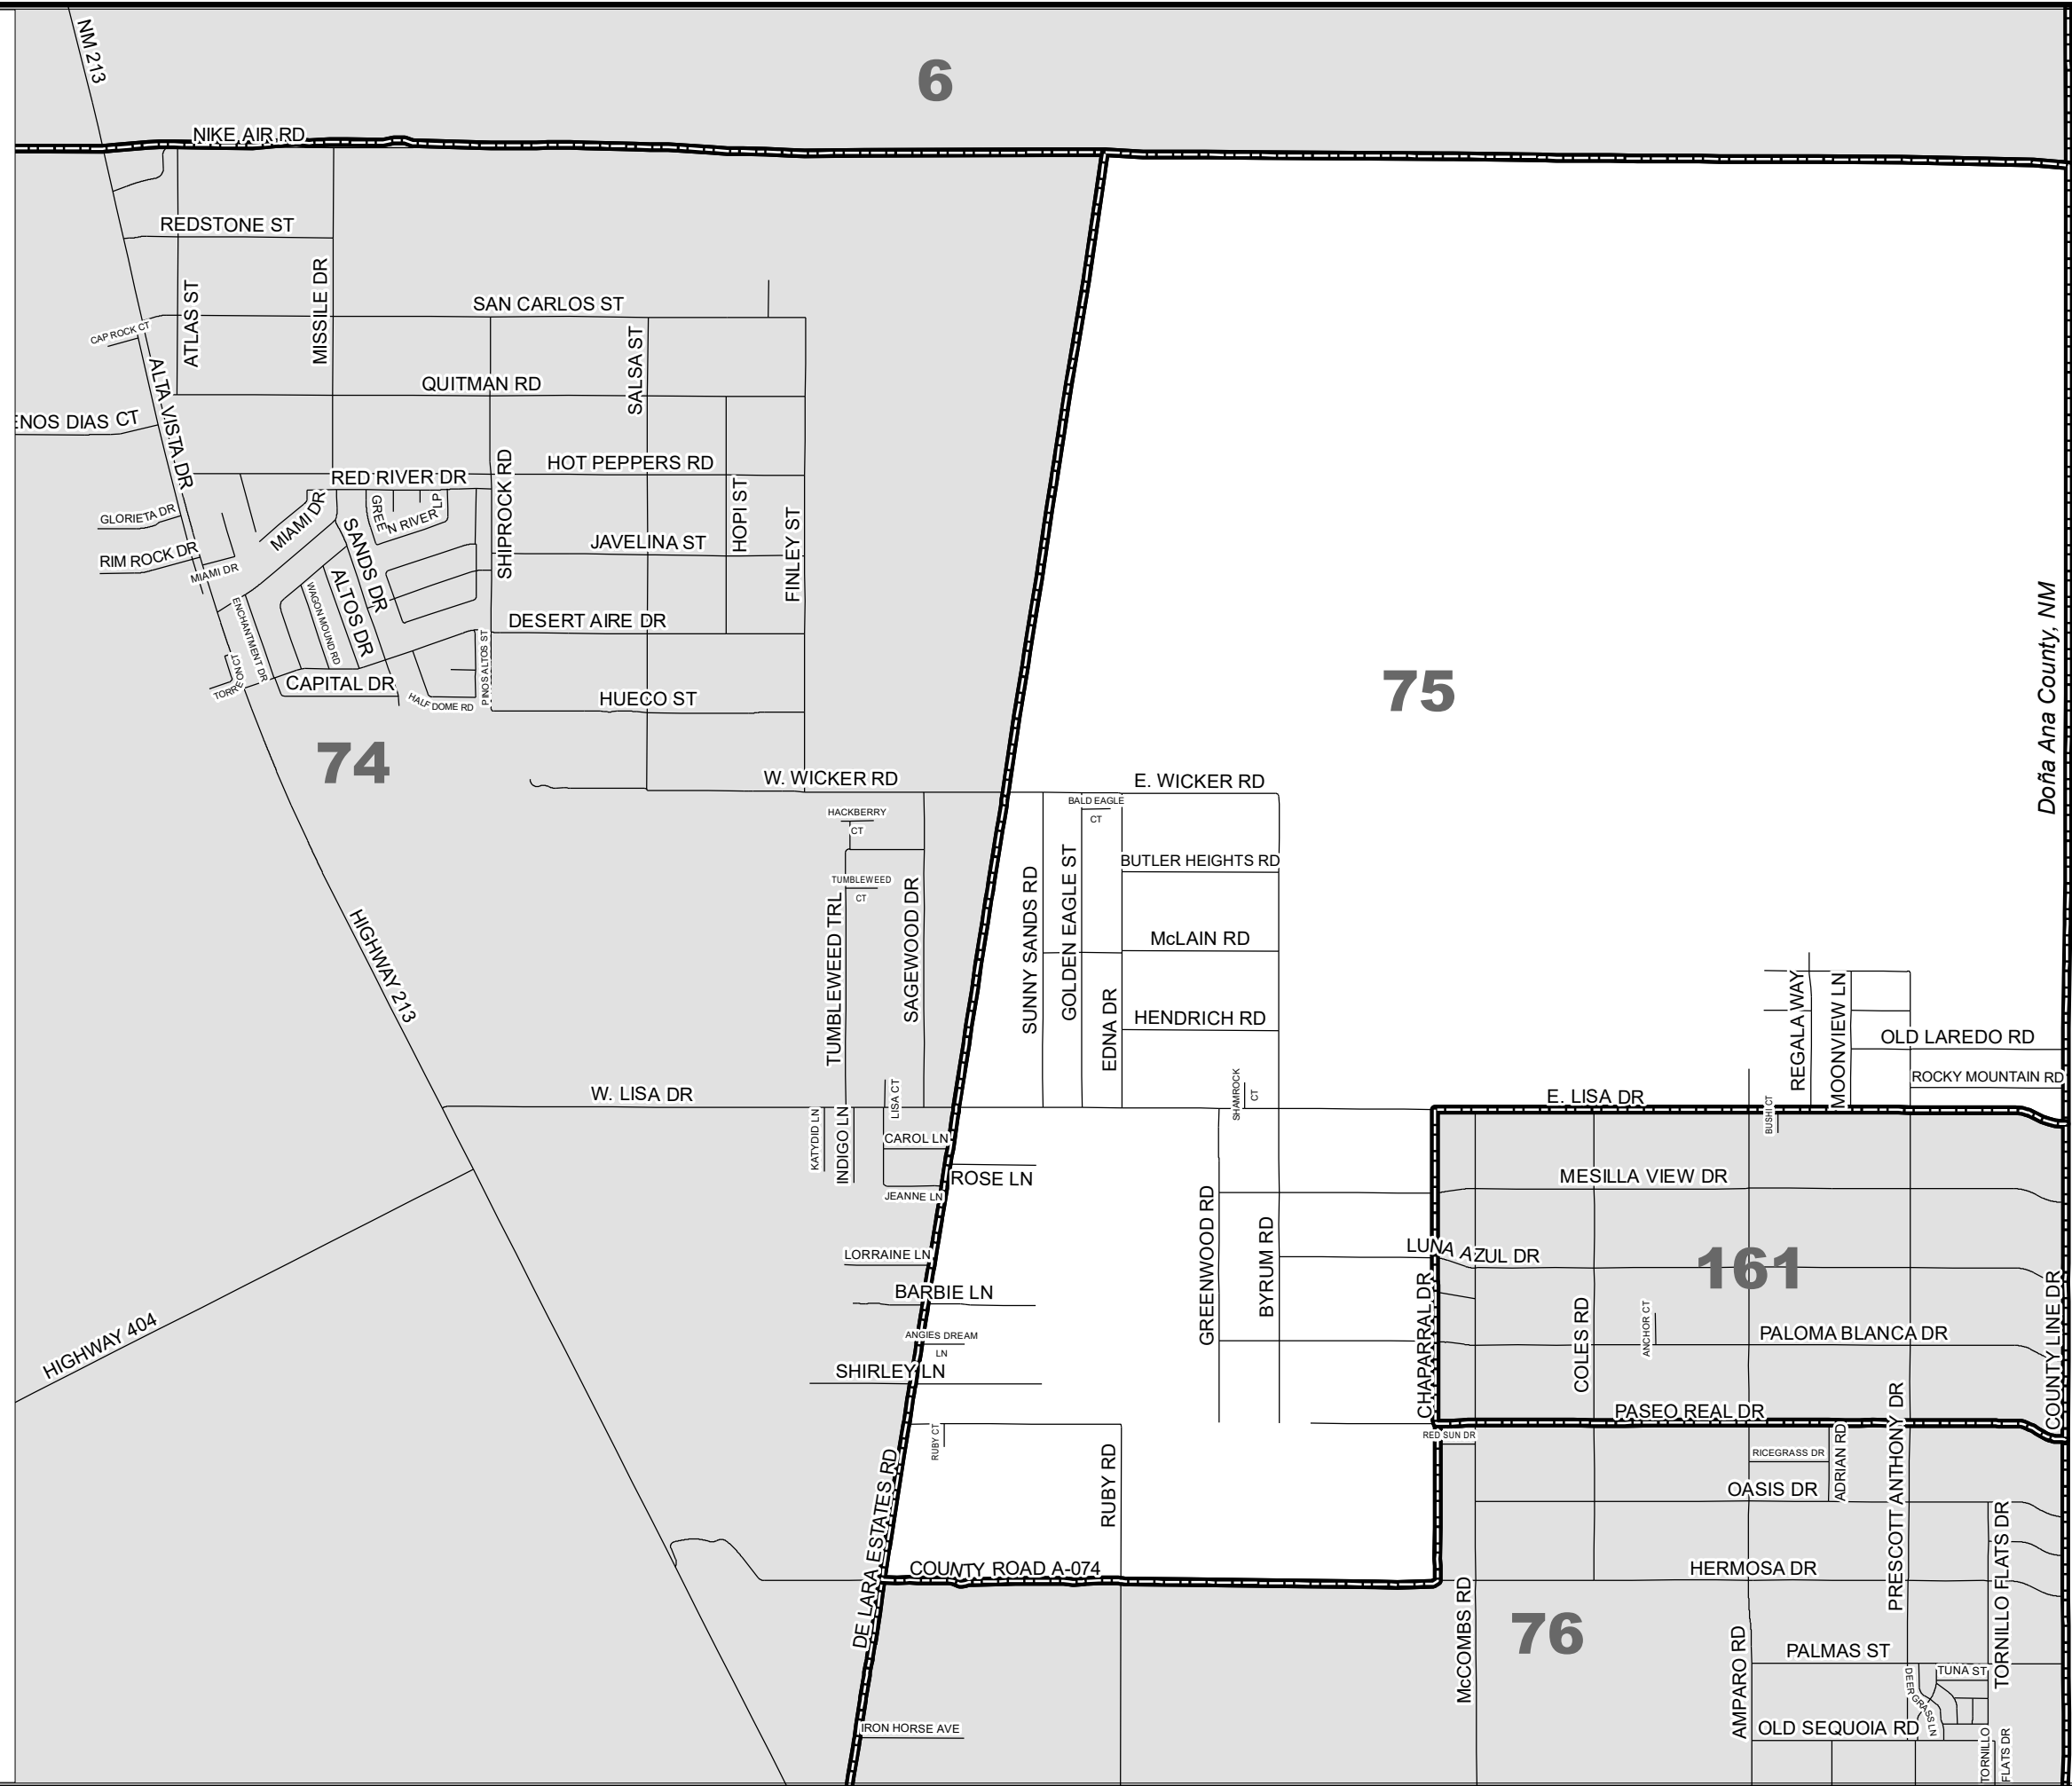 NM 213
6
NIKE AIR RD
REDSTONE ST
ATLAS ST
MISSILE DR
SAN CARLOS ST
CAP ROCK CT
SALSA ST
ALTA VISTA DR
QUITMAN RD
ENOS DIAS CT
RED RIVER DR
HOT PEPPERS RD
SHIPROCK RD
HOPI ST
FINLEY ST
GLORIETA DR
MIAMI DR
SANDS DR
GREEN RIVER LP
RIM ROCK DR
MIAMI DR
JAVELINA ST
ENCHANTMENT DR
WAGON MOUND RD
ALTOS DR
DESERT AIRE DR
TORREON CT
CAPITAL DR
HALF DOME RD
PINOS ALTOS ST
HUECO ST
75
Doña Ana County, NM
74
W. WICKER RD
E. WICKER RD
HACKBERRY
CT
BALD EAGLE
CT
TUMBLEWEED
CT
TUMBLEWEED TRL
SAGEWOOD DR
SUNNY SANDS RD
GOLDEN EAGLE ST
EDNA DR
BUTLER HEIGHTS RD
McLAIN RD
HENDRICH RD
HIGHWAY 213
REGALA WAY
MOONVIEW LN
OLD LAREDO RD
ROCKY MOUNTAIN RD
W. LISA DR
LISA CT
SHAMROCK
CT
E. LISA DR
BUSHI CT
KATYDID LN
INDIGO LN
CAROL LN
ROSE LN
JEANNE LN
MESILLA VIEW DR
GREENWOOD RD
BYRUM RD
LORRAINE LN
LUNA AZUL DR
161
BARBIE LN
CHAPARRAL DR
COLES RD
ANCHOR CT
COUNTY LINE DR
HIGHWAY 404
ANGIES DREAM
LN
PALOMA BLANCA DR
SHIRLEY LN
PASEO REAL DR
RUBY CT
RUBY RD
RED SUN DR
RICEGRASS DR
ADRIAN RD
PRESCOTT ANTHONY DR
OASIS DR
DE LARA ESTATES RD
COUNTY ROAD A-074
HERMOSA DR
TORNILLO FLATS DR
McCOMBS RD
76
AMPARO RD
PALMAS ST
TUNA ST
DEER GRASS LN
IRON HORSE AVE
OLD SEQUOIA RD
TORNILLO
FLATS DR